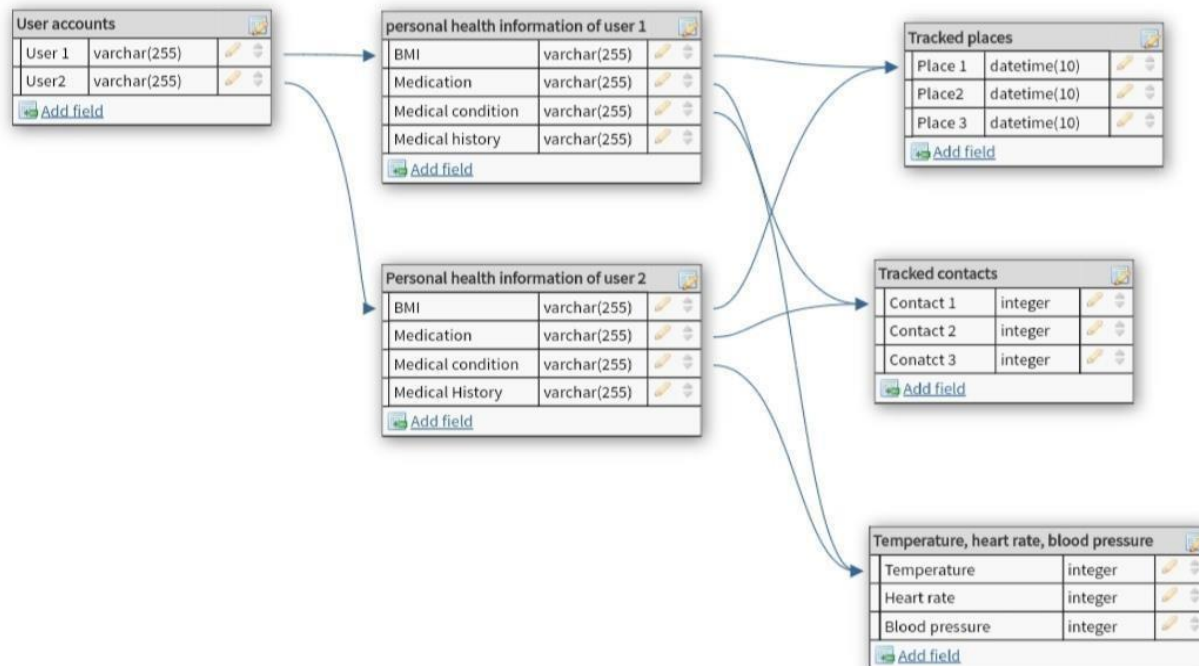 User accounts
User 1 varchar(255)
User2 varchar(255)
Add field
personal health information of user 1
BMI varchar(255)
Medication varchar(255)
Medical condition varchar(255)
Medical history varchar(255)
Add field
Tracked places
Place 1 datetime(10)
Place2 datetime(10)
Place 3 datetime(10)
Add field
Personal health information of user 2
BMI varchar(255)
Medication varchar(255)
Medical condition varchar(255)
Medical History varchar(255)
Add field
Tracked contacts
Contact 1 integer
Contact 2 integer
Conatct 3 integer
Add field
Temperature, heart rate, blood pressure
Temperature integer
Heart rate integer
Blood pressure integer
Add field